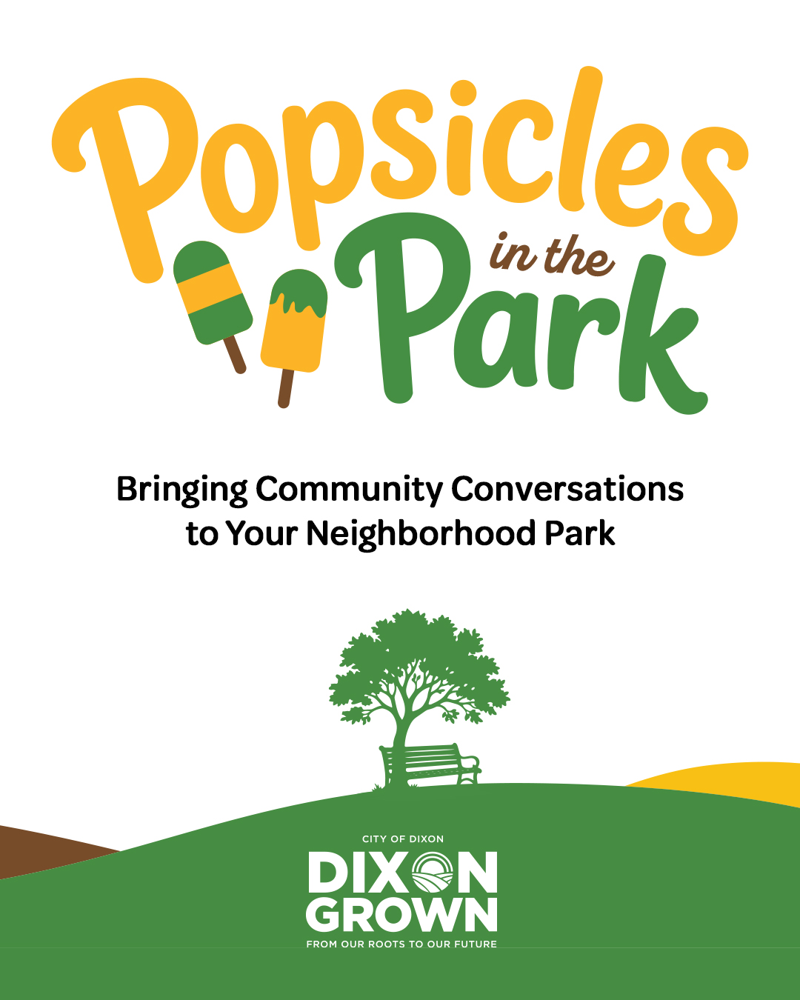 Popsicles
in the
Park
Bringing Community Conversations
to Your Neighborhood Park
CITY OF DIXON
DIXON
GROWN
FROM OUR ROOTS TO OUR FUTURE